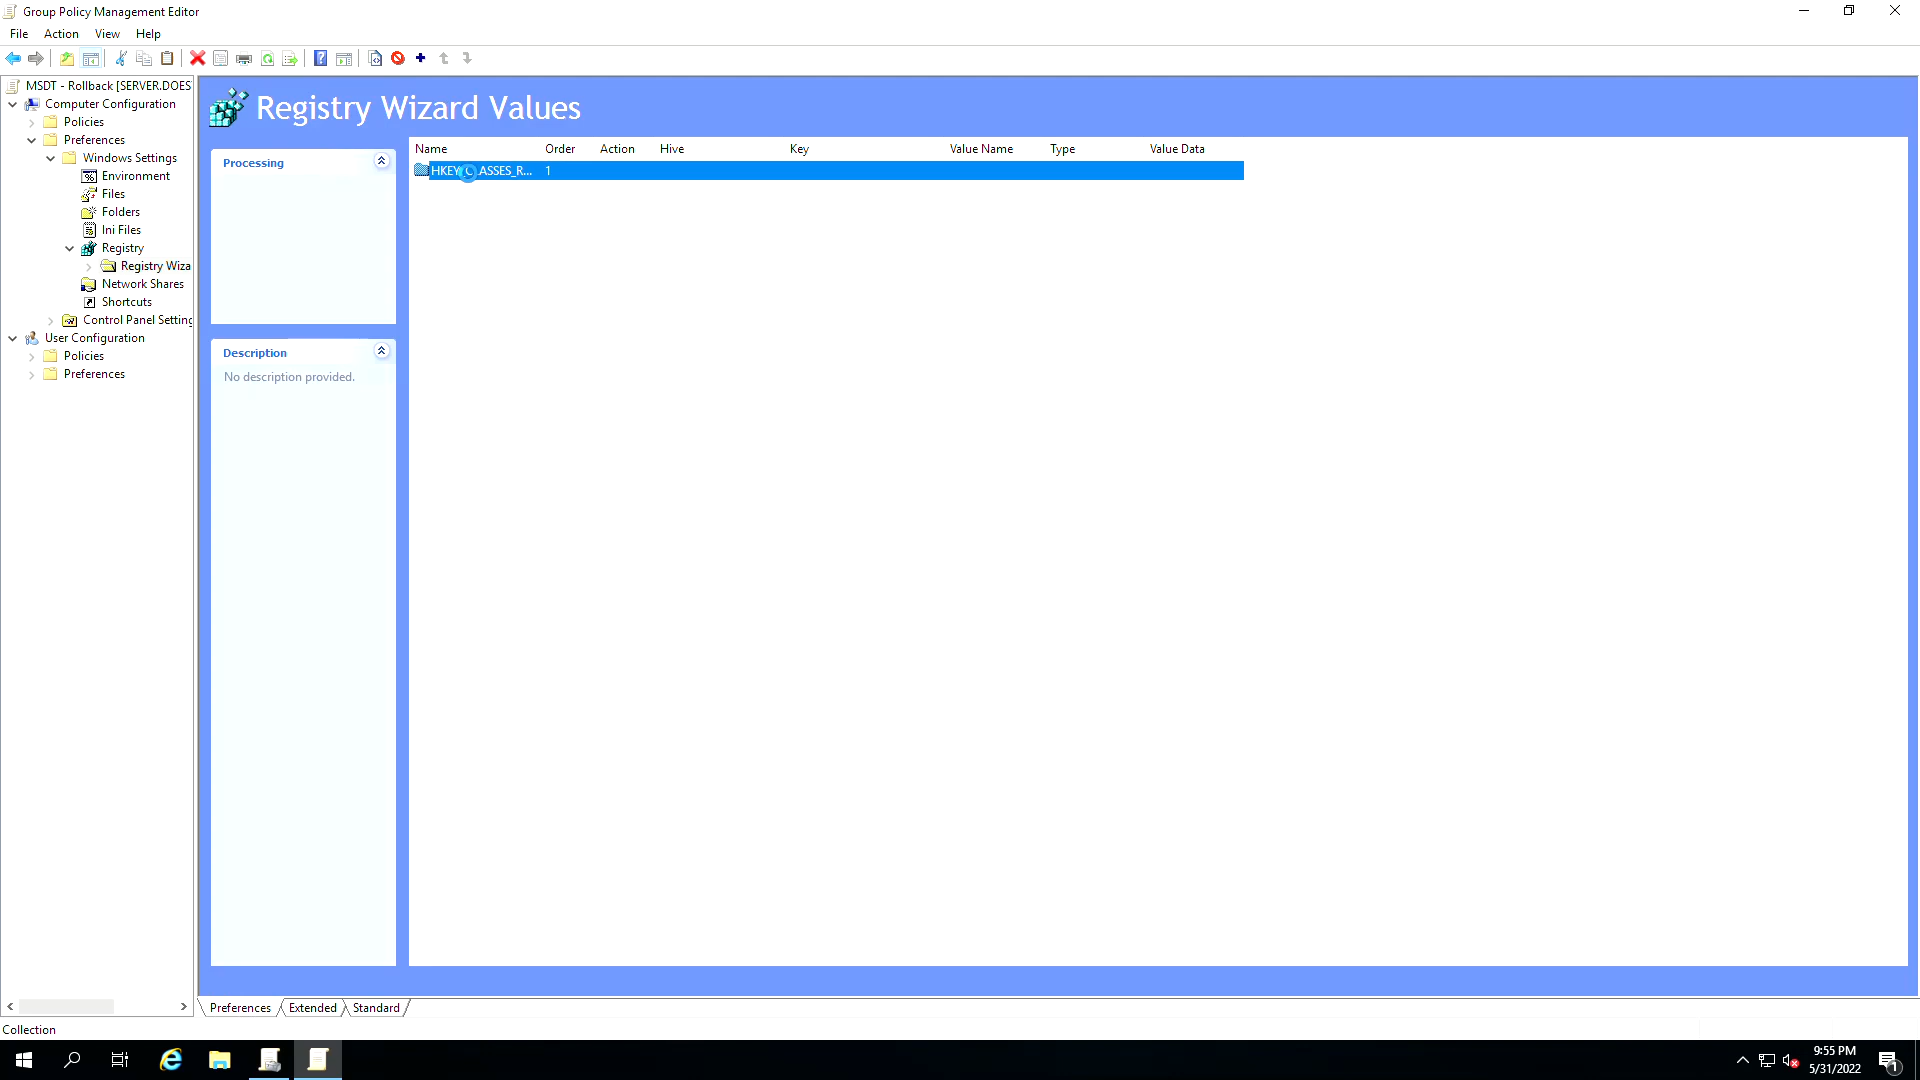 Group Policy Management Editor
File Action View Help
MSDT - Rollback [SERVER.DOES
Computer Configuration
Policies
Preferences
Windows Settings
Environment
Files
Folders
Ini Files
Registry
Registry Wiza
Network Shares
Shortcuts
Control Panel Setting
User Configuration
Policies
Preferences
Registry Wizard Values
Processing
Description
No description provided.
Name Order Action Hive Key Value Name Type Value Data
HKEY ASSES_R... 1
Preferences Extended Standard
Collection
9:55 PM
5/31/2022
1